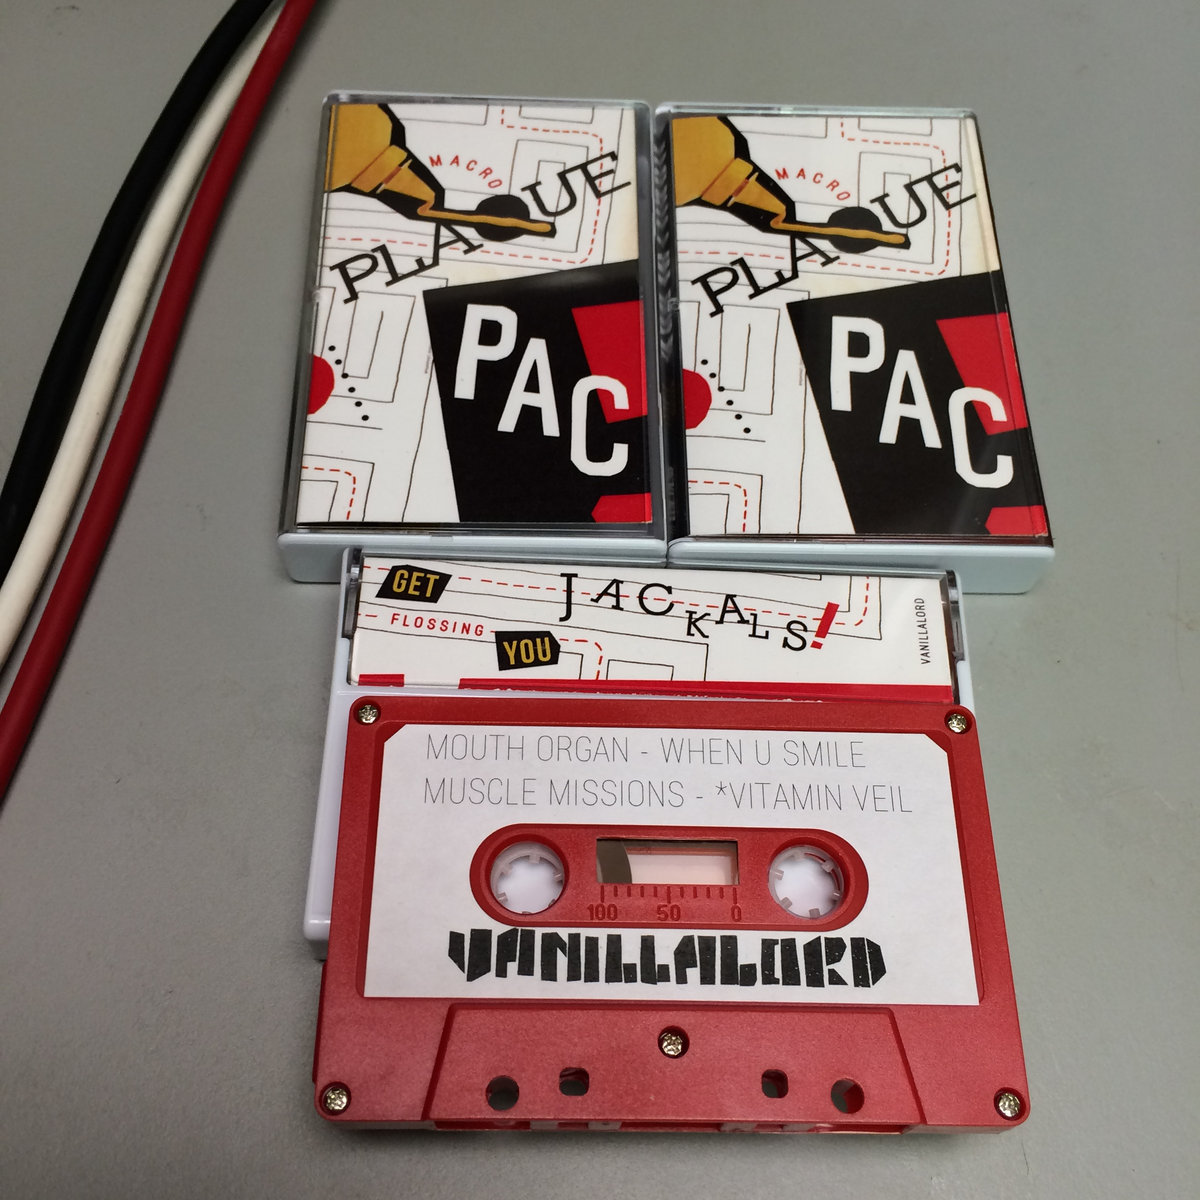 MACRO
PLAQUE
PAC
MACRO
PLAQUE
PAC
GET
FLOSSING
YOU
JACKALS!
VANILLALORD
MOUTH ORGAN - WHEN U SMILE
MUSCLE MISSIONS - *VITAMIN VEIL
100 50 0
VANILLALORD